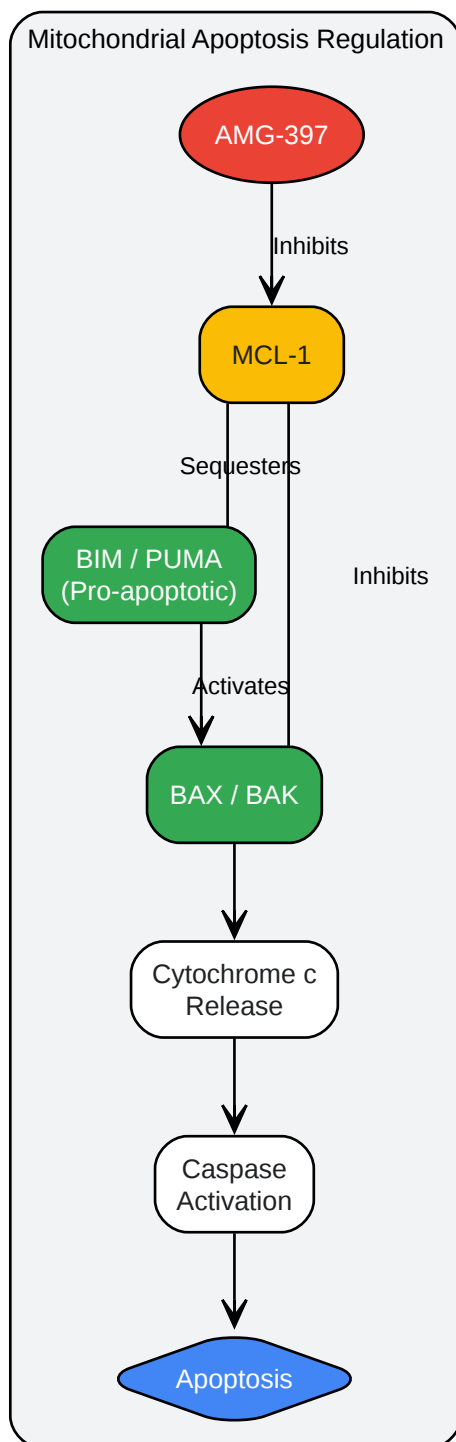 Mitochondrial Apoptosis Regulation
AMG-397
Inhibits
MCL-1
Sequesters
BIM / PUMA
(Pro-apoptotic)
Inhibits
Activates
BAX / BAK
Cytochrome c
Release
Caspase
Activation
Apoptosis